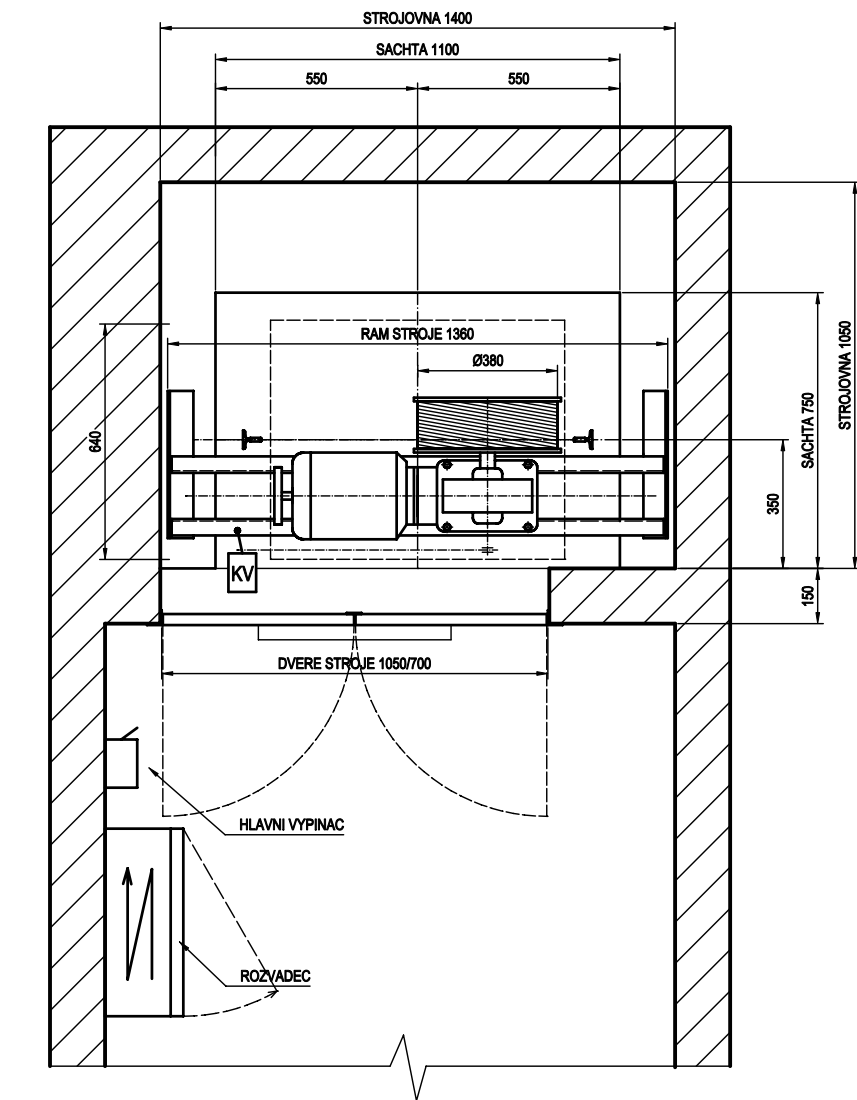 STROJOVNA 1400
SACHTA 1100
550
550
RAM STROJE 1360
Ø380
640
SACHTA 750
STROJOVNA 1050
350
150
KV
DVERE STROJE 1050/700
HLAVNI VYPINAC
ROZVADEC